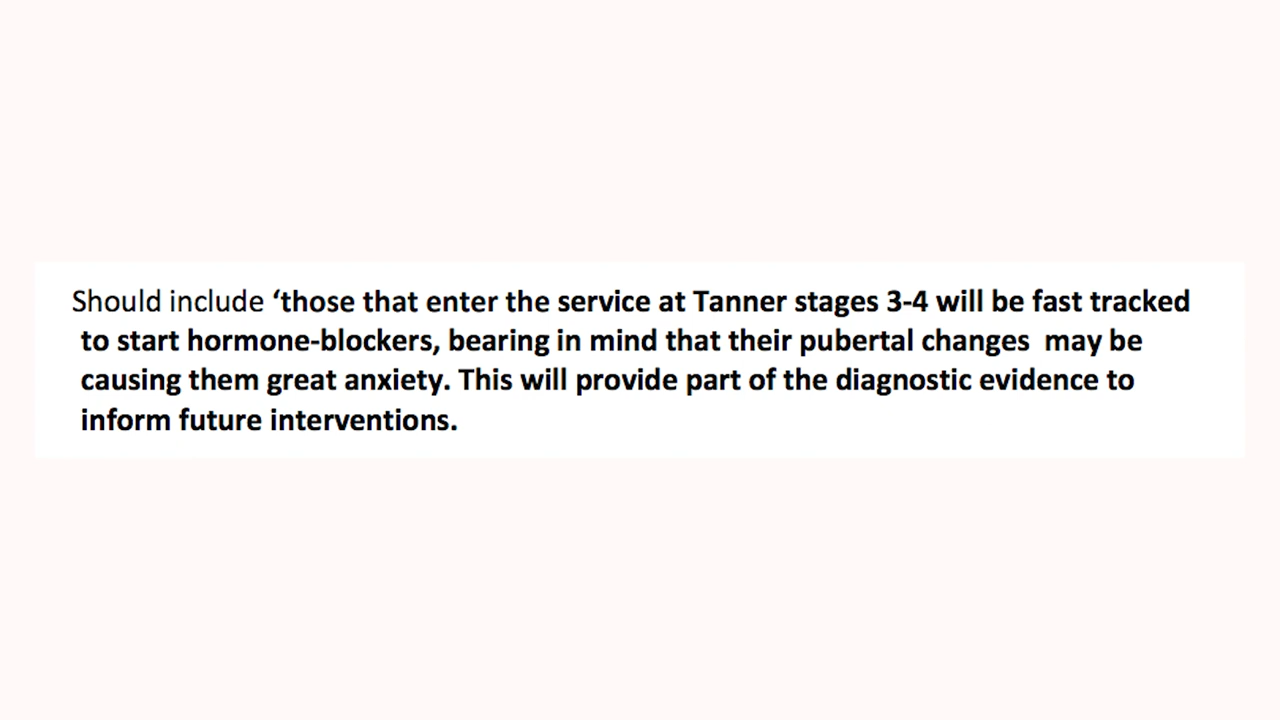 Should include ‘those that enter the service at Tanner stages 3-4 will be fast tracked
to start hormone-blockers, bearing in mind that their pubertal changes  may be
causing them great anxiety. This will provide part of the diagnostic evidence to
inform future interventions.